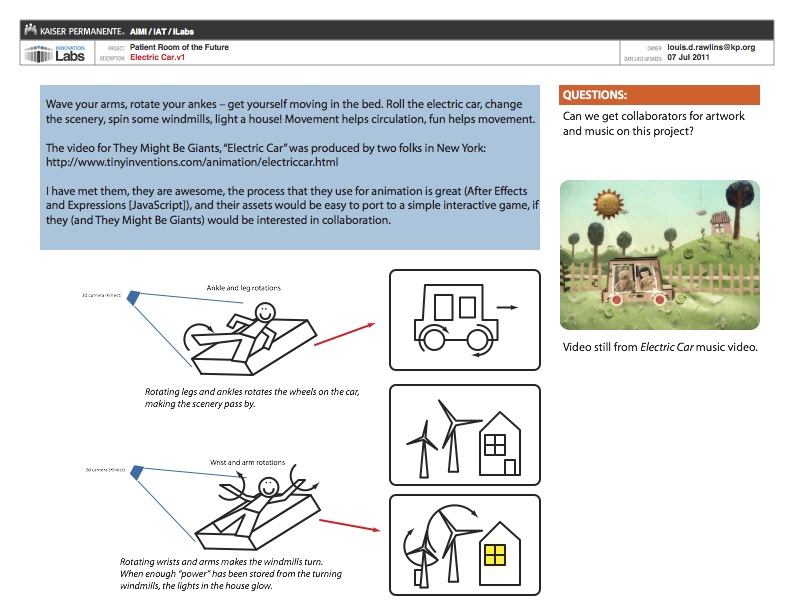 KAISER PERMANENTE. AIMI / IAT / ILabs
INNOVATION
Labs
PROJECT: Patient Room of the Future
DESCRIPTION: Electric Car.v1
OWNER: louis.d.rawlins@kp.org
DATE LAST UPDATED: 07 Jul 2011
Wave your arms, rotate your ankes – get yourself moving in the bed. Roll the electric car, change
the scenery, spin some windmills, light a house! Movement helps circulation, fun helps movement.
The video for They Might Be Giants, “Electric Car” was produced by two folks in New York:
http://www.tinyinventions.com/animation/electriccar.html
I have met them, they are awesome, the process that they use for animation is great (After Effects
and Expressions [JavaScript]), and their assets would be easy to port to a simple interactive game, if
they (and They Might Be Giants) would be interested in collaboration.
QUESTIONS:
Can we get collaborators for artwork
and music on this project?
Video still from Electric Car music video.
Ankle and leg rotations
3d camera (Kinect)
Rotating legs and ankles rotates the wheels on the car,
making the scenery pass by.
Wrist and arm rotations
3d camera (Kinect)
Rotating wrists and arms makes the windmills turn.
When enough “power” has been stored from the turning
windmills, the lights in the house glow.